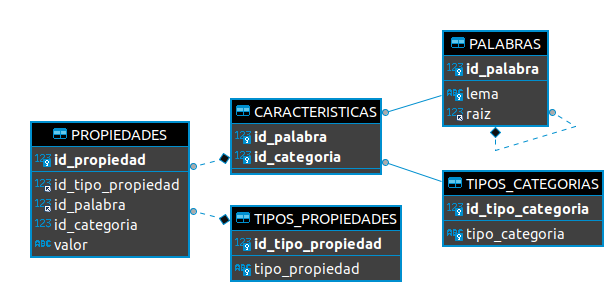 PALABRAS
123 id_palabra
ABC lema
123 raiz
CARACTERISTICAS
123 id_palabra
123 id_categoria
PROPIEDADES
123 id_propiedad
123 id_tipo_propiedad
123 id_palabra
123 id_categoria
ABC valor
TIPOS_CATEGORIAS
123 id_tipo_categoria
ABC tipo_categoria
TIPOS_PROPIEDADES
123 id_tipo_propiedad
ABC tipo_propiedad